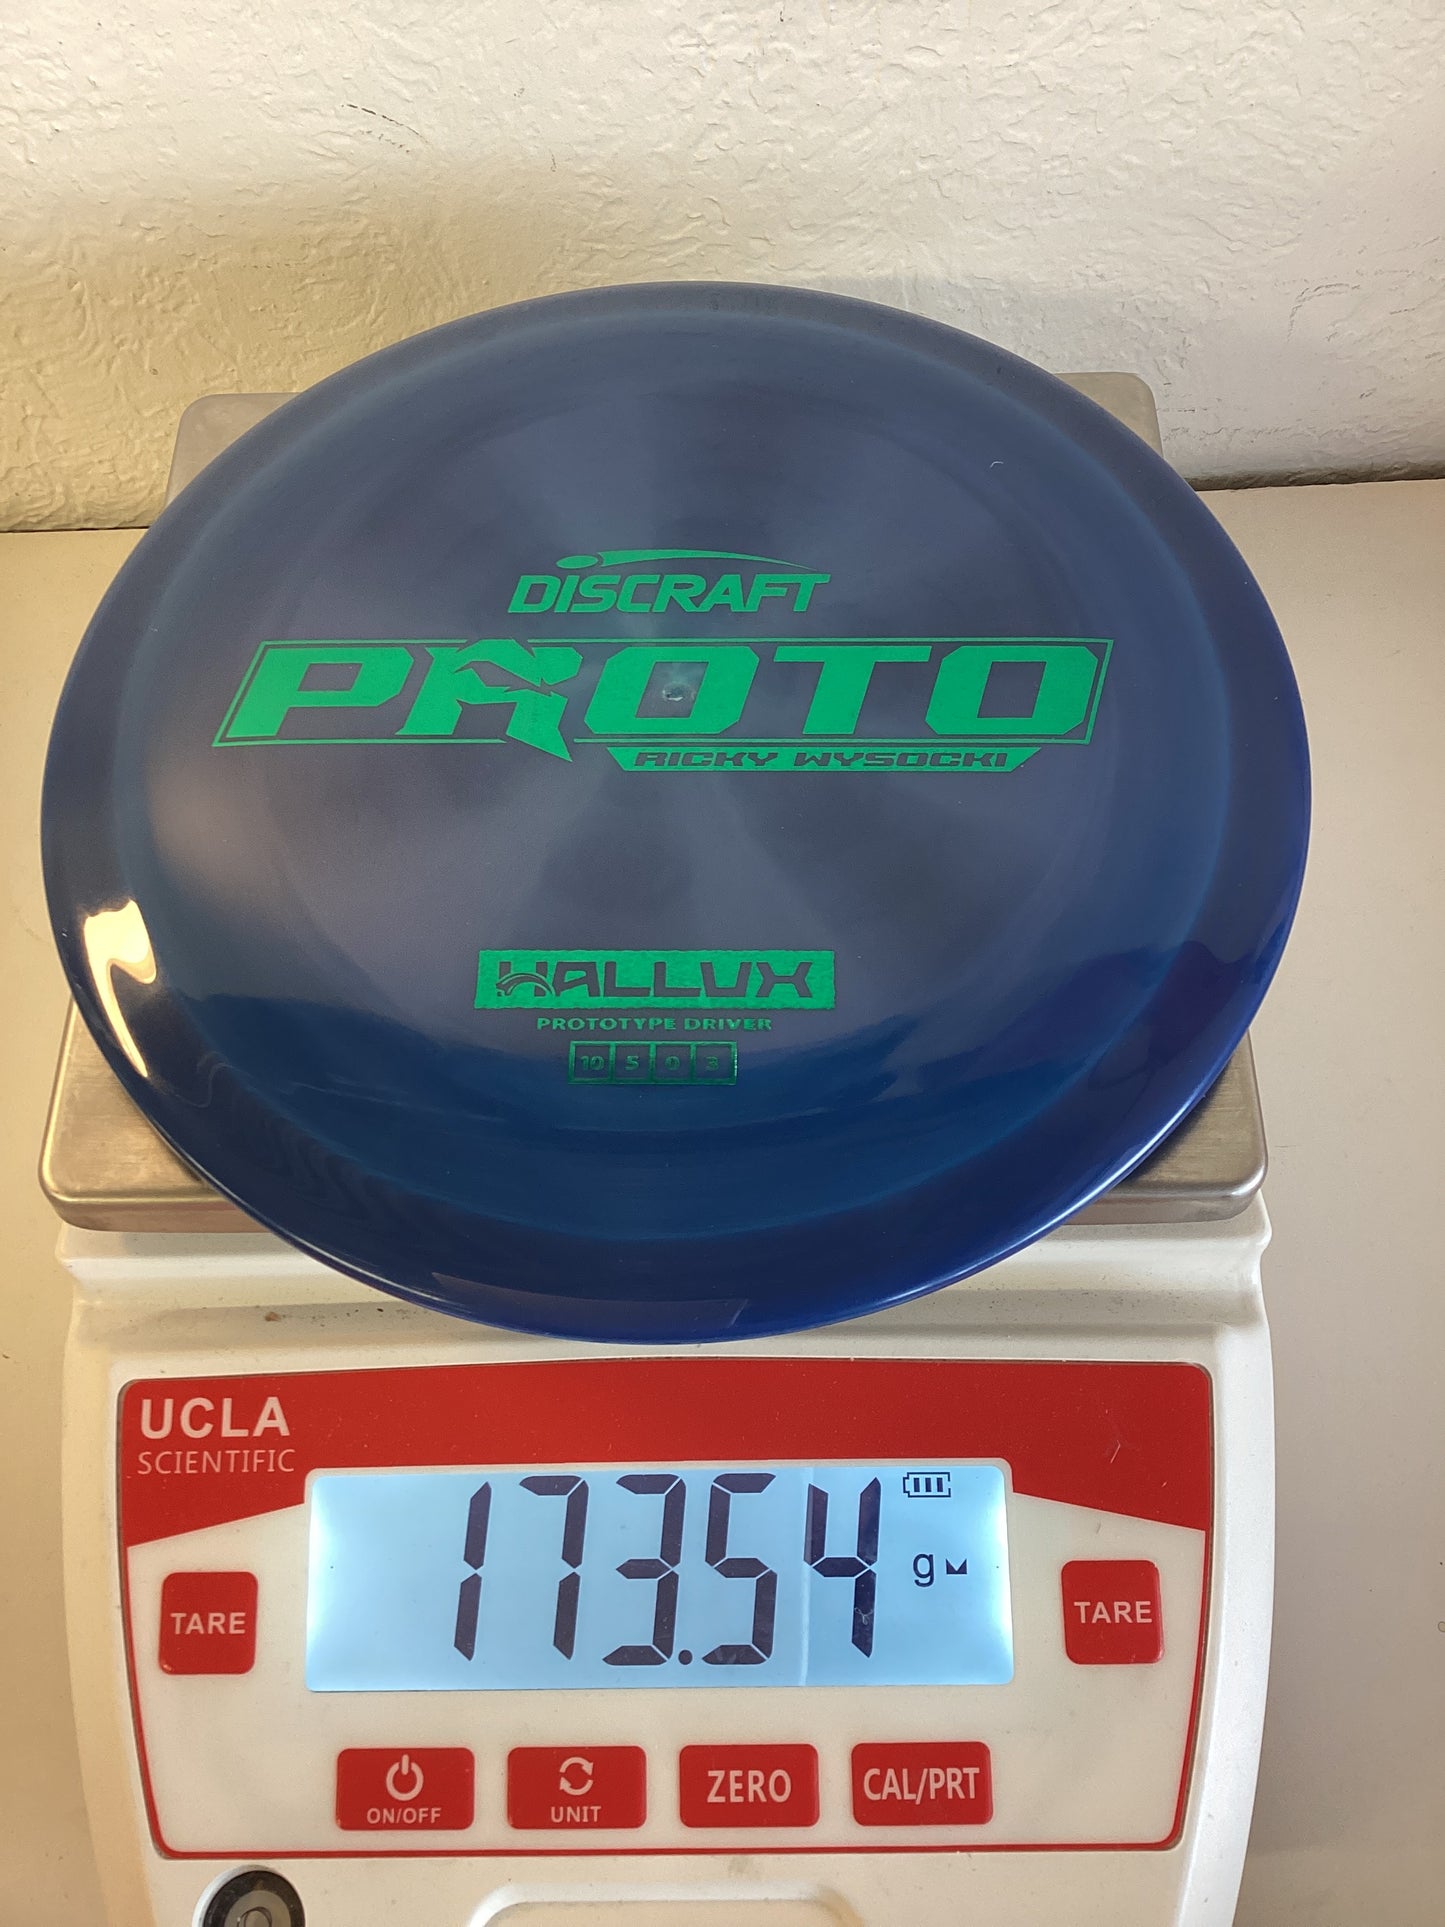 DISCRAFT
PROTO
RICKY WYSOCKI
HALLUX
PROTOTYPE DRIVER
10 5 0 3
UCLA
SCIENTIFIC
173.54 g
TARE
TARE
ON/OFF
UNIT
ZERO
CAL/PRT